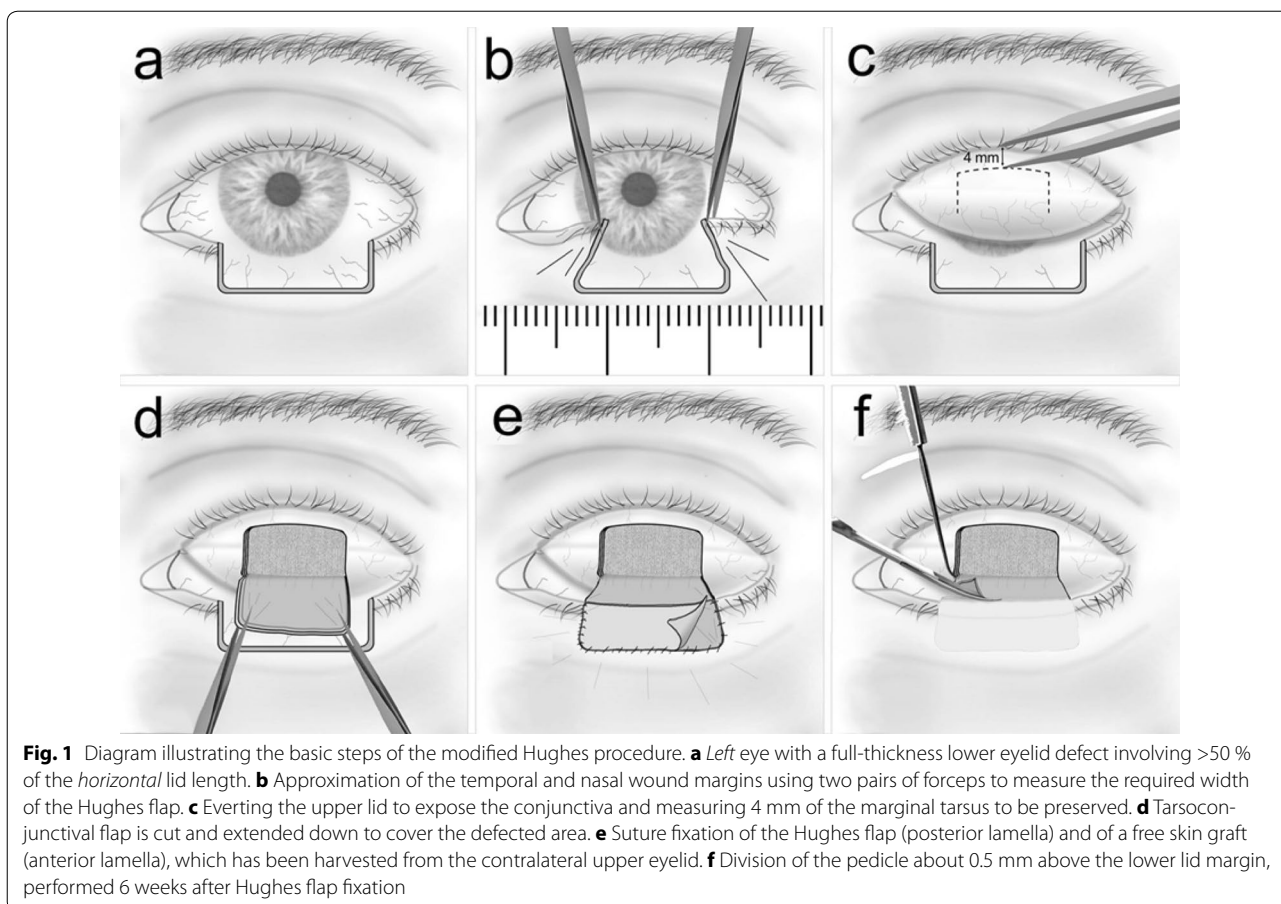 a
b
c
4 mm
d
e
f
Fig. 1 Diagram illustrating the basic steps of the modified Hughes procedure. a Left eye with a full-thickness lower eyelid defect involving >50 %
of the horizontal lid length. b Approximation of the temporal and nasal wound margins using two pairs of forceps to measure the required width
of the Hughes flap. c Everting the upper lid to expose the conjunctiva and measuring 4 mm of the marginal tarsus to be preserved. d Tarsocon-
junctival flap is cut and extended down to cover the defected area. e Suture fixation of the Hughes flap (posterior lamella) and of a free skin graft
(anterior lamella), which has been harvested from the contralateral upper eyelid. f Division of the pedicle about 0.5 mm above the lower lid margin,
performed 6 weeks after Hughes flap fixation